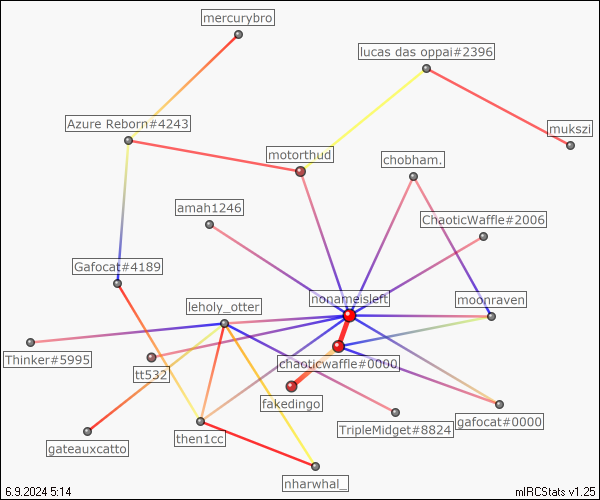 mercurybro
lucas das oppai#2396
Azure Reborn#4243
mukszi
motorthud
chobham.
amah1246
ChaoticWaffle#2006
Gafocat#4189
nonameisleft
moonraven
leholy_otter
Thinker#5995
chaoticwaffle#0000
tt532
fakedingo
gafocat#0000
TripleMidget#8824
then1cc
gateauxcatto
nharwhal_
6.9.2024 5:14
mIRCStats v1.25